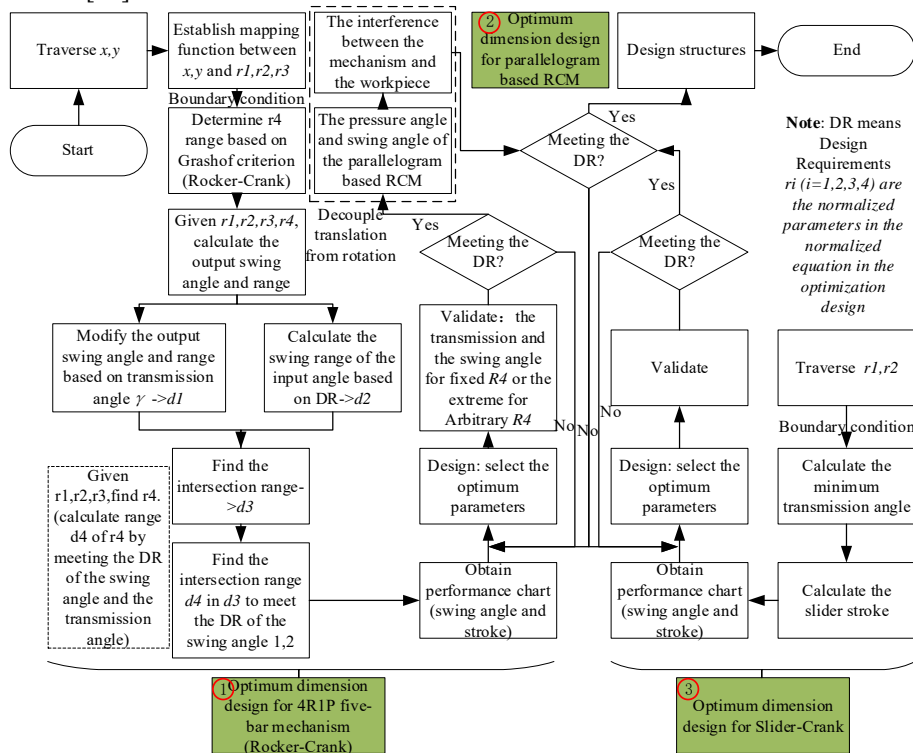 Traverse x,y
Start
Establish mapping
function between
x,y and r1,r2,r3
Boundary condition
Determine r4
range based on
Grashof criterion
(Rocker-Crank)
Given r1,r2,r3,r4,
calculate the
output swing
angle and range
Modify the output
swing angle and range
based on transmission
angle γ ->d1
Calculate the
swing range of the
input angle based
on DR->d2
Find the
intersection range-
>d3
Given
r1,r2,r3,find r4.
(calculate range
d4 of r4 by
meeting the DR
of the swing
angle and the
transmission
angle)
Find the
intersection range
d4 in d3 to meet
the DR of the
swing angle 1,2
Obtain
performance chart
(swing angle and
stroke)
Design: select the
optimum
parameters
Validate：the
transmission and
the swing angle
for fixed R4 or the
extreme for
Arbitrary R4
Meeting the
DR?
Yes
No
Decouple
translation
from rotation
The pressure angle
and swing angle of
the parallelogram
based RCM
The interference
between the
mechanism and
the workpiece
2 Optimum
dimension design
for parallelogram
based RCM
Meeting the
DR?
Yes
No
Design structures
End
Note: DR means
Design
Requirements
ri (i=1,2,3,4) are
the normalized
parameters in the
normalized
equation in the
optimization
design
Traverse r1,r2
Boundary condition
Calculate the
minimum
transmission angle
Calculate the
slider stroke
Obtain
performance chart
(swing angle and
stroke)
Design: select the
optimum
parameters
Validate
Meeting the
DR?
Yes
No
1 Optimum dimension
design for 4R1P five-
bar mechanism
(Rocker-Crank)
3
Optimum dimension
design for Slider-Crank